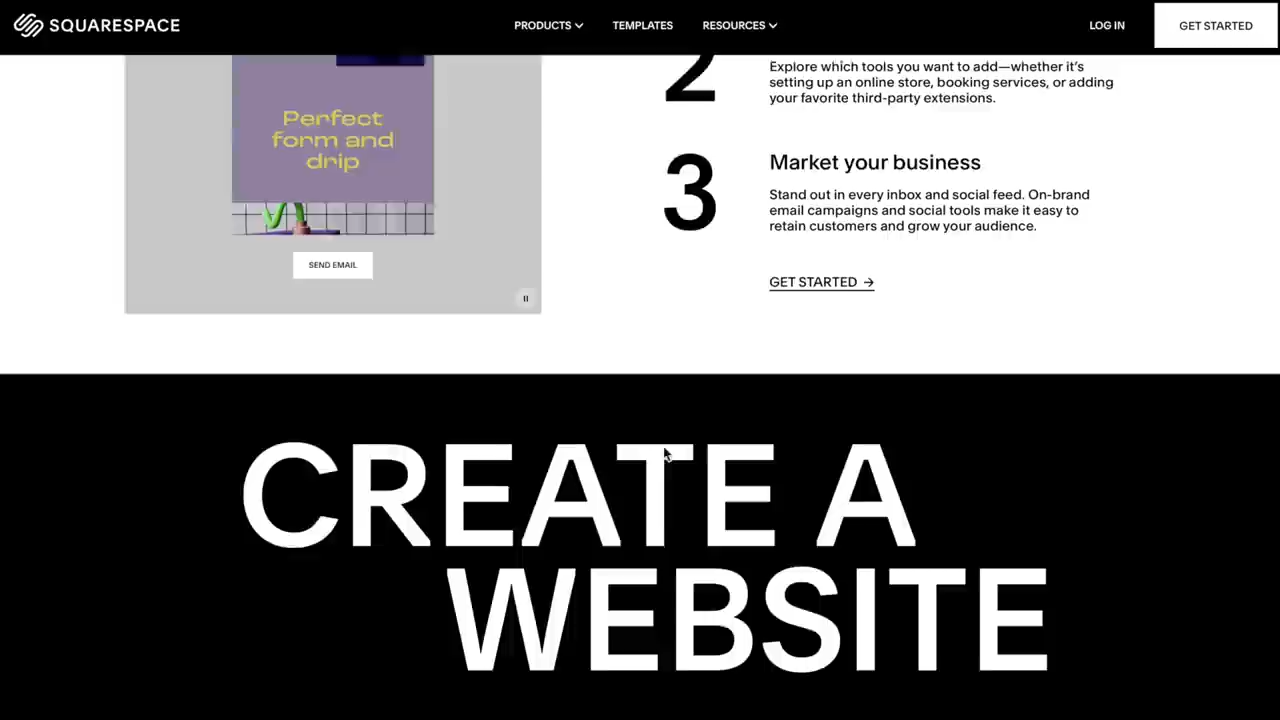 SQUARESPACE
PRODUCTS
TEMPLATES
RESOURCES
LOG IN
GET STARTED
Perfect
form and
drip
SEND EMAIL
2
Explore which tools you want to add—whether it's
setting up an online store, booking services, or adding
your favorite third-party extensions.
3
Market your business
Stand out in every inbox and social feed. On-brand
email campaigns and social tools make it easy to
retain customers and grow your audience.
GET STARTED →
CREATE A
WEBSITE